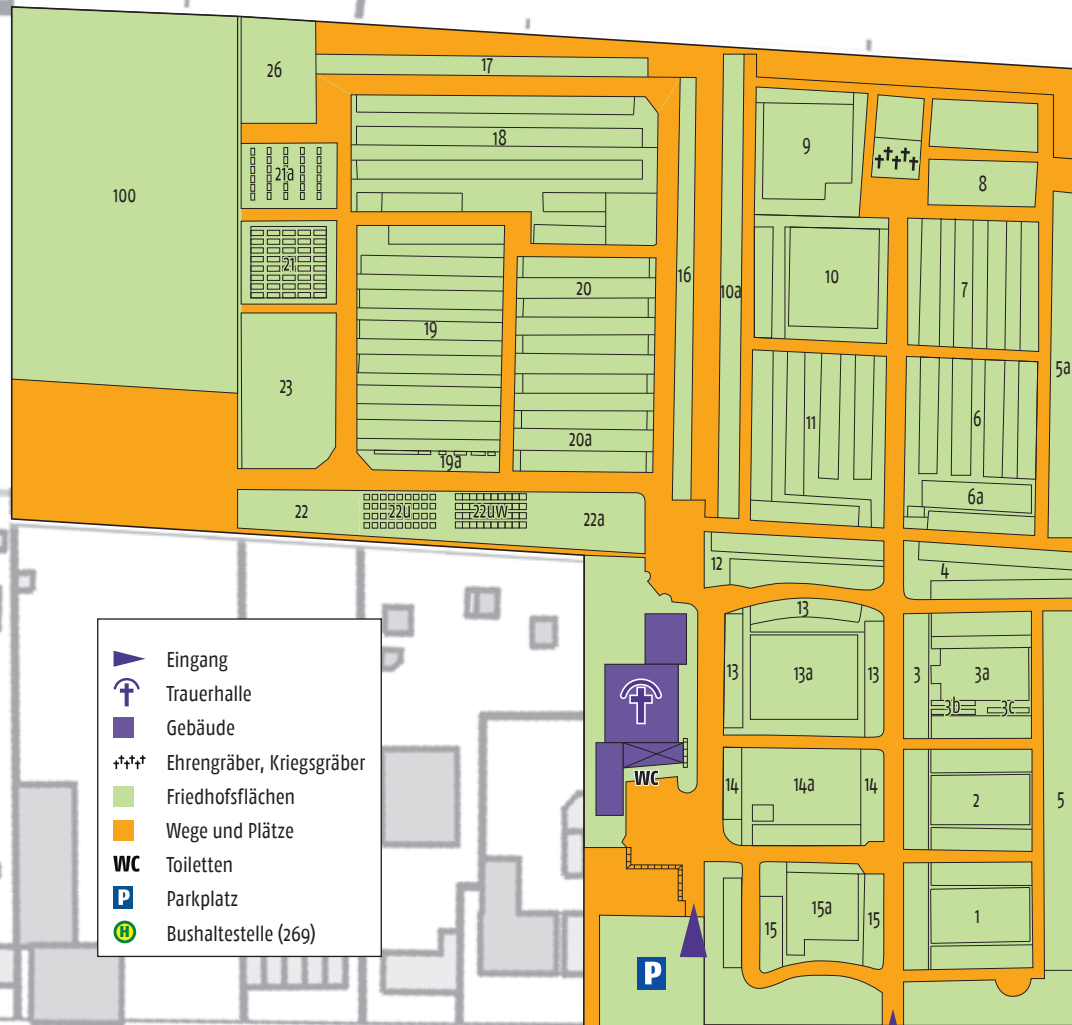 26
17
18
9
8
21a
100
21
16
10a
10
20
7
19
5a
23
11
6
20a
19a
6a
22
22u
22uw
22a
12
4
13
13
13a
13
3
3a
3b
3c
WC
14
14a
14
2
5
15
15a
15
1
P
Eingang
Trauerhalle
Gebäude
Ehrengräber, Kriegsgräber
Friedhofsflächen
Wege und Plätze
WC Toiletten
P Parkplatz
H Bushaltestelle (269)